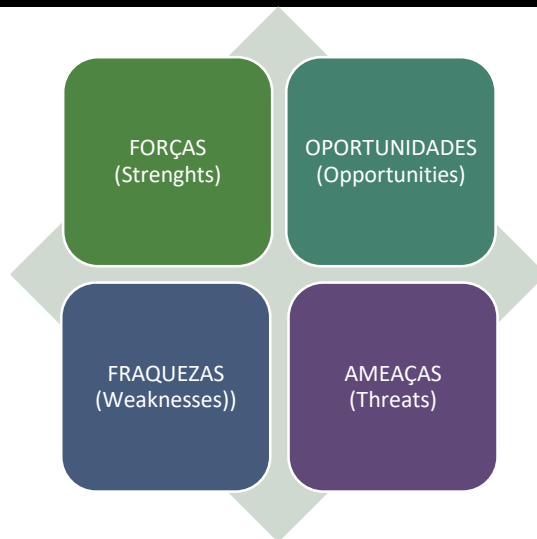 FORÇAS
(Strenghts)
OPORTUNIDADES
(Opportunities)
FRAQUEZAS
(Weaknesses))
AMEAÇAS
(Threats)